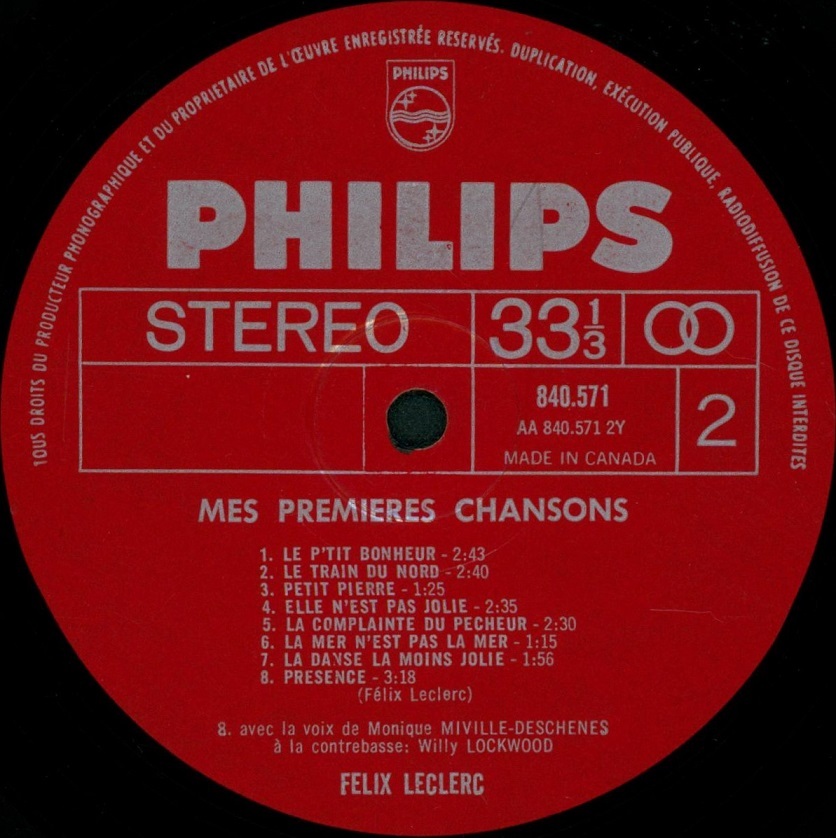 TOUS DROITS DU PRODUCTEUR PHONOGRAPHIQUE ET DU PROPRIETAIRE DE L'ŒUVRE ENREGISTRÉE RESERVÉS. DUPLICATION, EXÉCUTION PUBLIQUE, RADIODIFFUSION DE CE DISQUE INTERDITES
PHILIPS
PHILIPS
STEREO 33 1/3
840.571
AA 840.571 2Y
MADE IN CANADA
2
MES PREMIERES CHANSONS
1. LE P'TIT BONHEUR - 2:43
2. LE TRAIN DU NORD - 2:40
3. PETIT PIERRE - 1:25
4. ELLE N'EST PAS JOLIE - 2:35
5. LA COMPLAINTE DU PECHEUR - 2:30
6. LA MER N'EST PAS LA MER - 1:15
7. LA DANSE LA MOINS JOLIE - 1:56
8. PRESENCE - 3:18
(Félix Leclerc)
8. avec la voix de Monique MIVILLE-DESCHENES
à la contrebasse: Willy LOCKWOOD
FELIX LECLERC